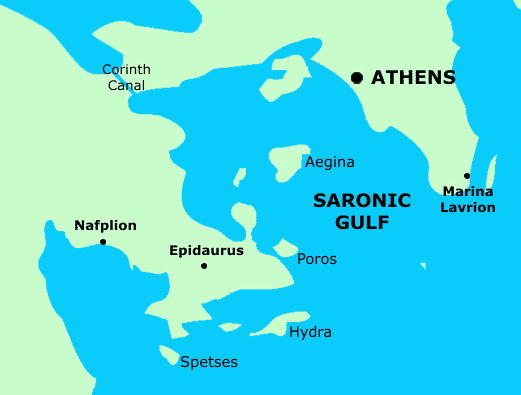 Corinth
Canal
ATHENS
Aegina
SARONIC
GULF
Marina
Lavrion
Nafplion
Epidaurus
Poros
Hydra
Spetses